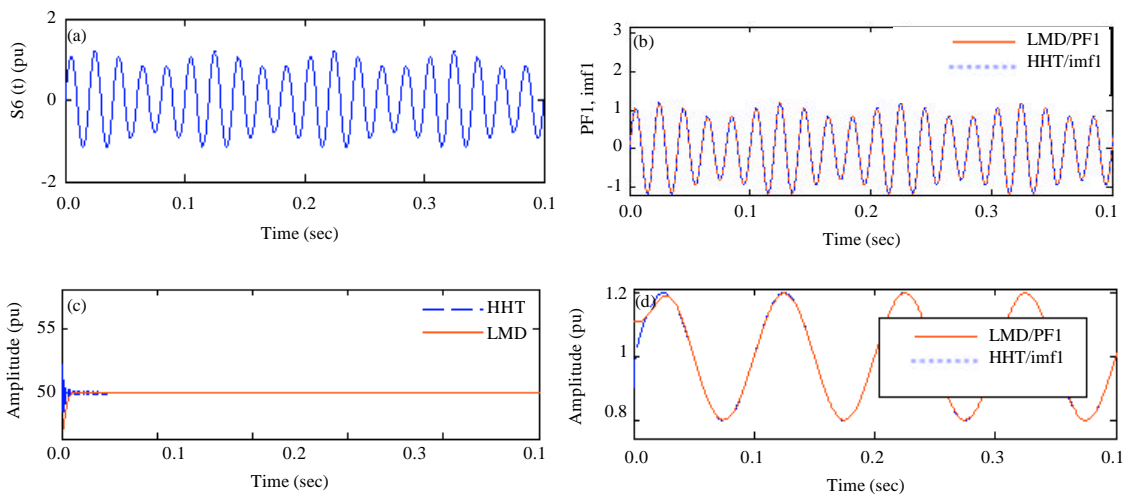 (a)
S6 (t) (pu)
2
0
-2
0.0 0.1 0.2 0.3 0.1
Time (sec)
(b)
LMD/PF1
HHT/imf1
PF1, imf1
3
2
1
0
-1
0.0 0.1 0.2 0.3 0.1
Time (sec)
(c)
HHT
LMD
Amplitude (pu)
55
50
0.0 0.1 0.1 0.2 0.3 0.1
Time (sec)
(d)
LMD/PF1
HHT/imf1
Amplitude (pu)
1.2
1
0.8
0.0 0.1 0.2 0.3 0.1
Time (sec)